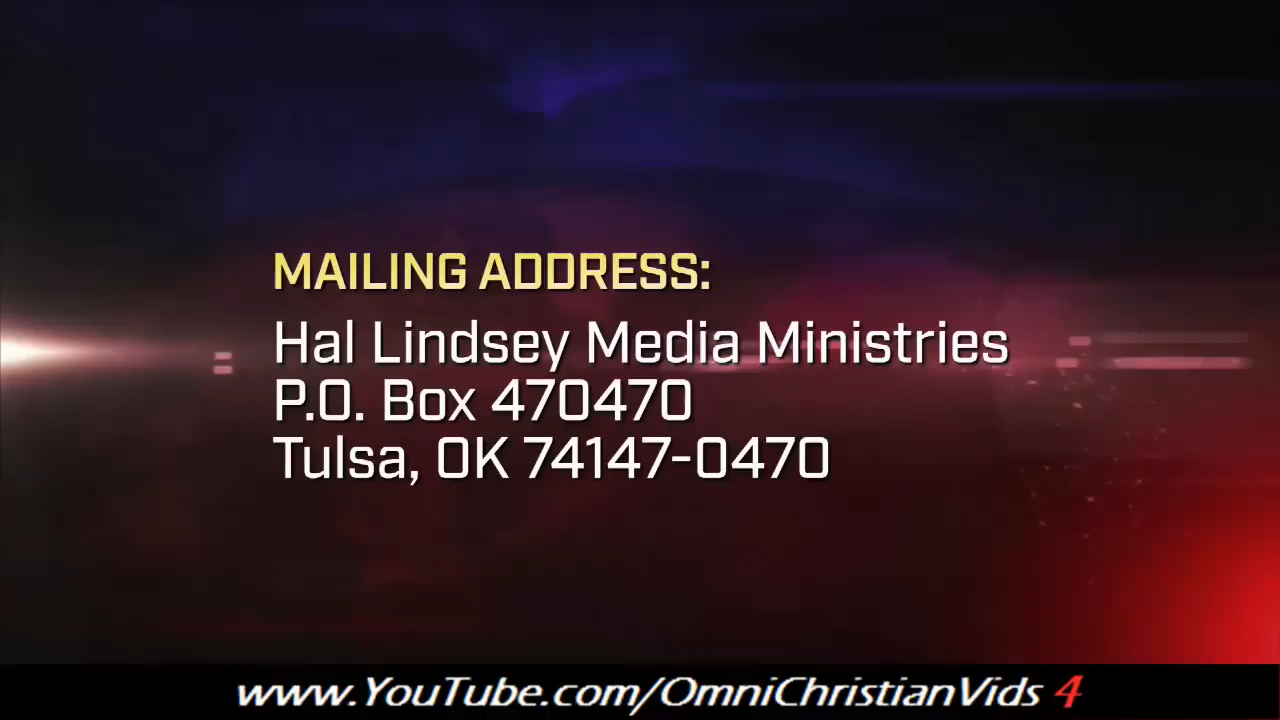 MAILING ADDRESS:
Hal Lindsey Media Ministries
P.O. Box 470470
Tulsa, OK 74147-0470
www.YouTube.com/OmniChristianVids 4